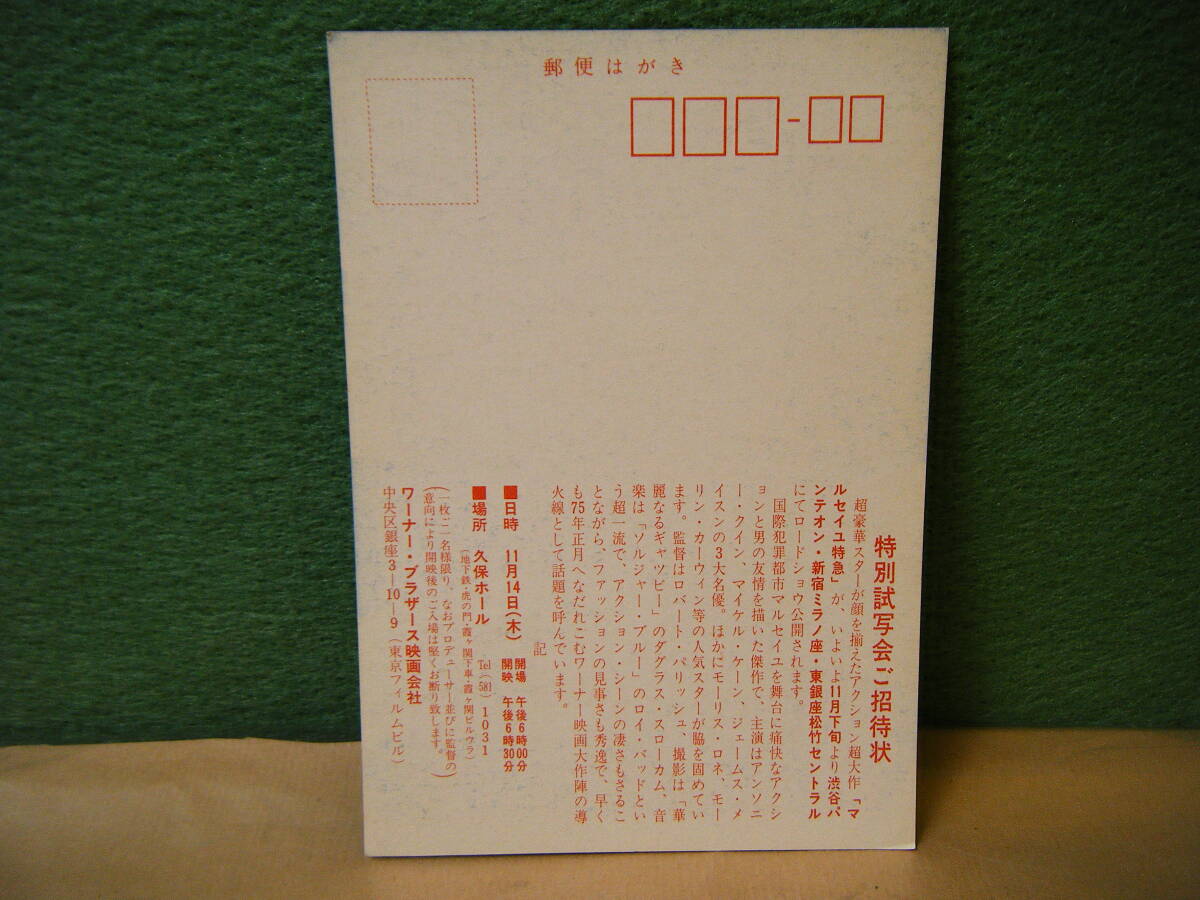 郵便はがき
特別試写会ご招待状
超豪華スターが顔を揃えたアクション超大作「マ
ルセイユ特急」が、いよいよ11月下旬より渋谷パ
ンテオン・新宿ミラノ座・東銀座松竹セントラル
にてロードショウ公開されます。
国際犯罪都市マルセイユを舞台に痛快なアクシ
ョンと男の友情を描いた傑作で、主演はアンソニ
ー・クイン、マイケル・ケーン、ジェームス・メ
イスンの3大名優。ほかにモーリス・ロネ、モー
リン・カーウィン等の人気スターが脇を固めてい
ます。監督はロバート・パリッシュ、撮影は「華
麗なるギャツビー」のダグラス・スローカム、音
楽は「ソルジャー・ブルー」のロイ・バッドとい
う超一流で、アクション・シーンの凄さもさるこ
とながら、ファッションの見事さも秀逸で、早く
も75年正月へなだれこむワーナー映画大作陣の導
火線として話題を呼んでいます。
記
■日時 11月14日(木) 開場 午後6時00分
開映 午後6時30分
■場所 久保ホール Tel(581)1031
(地下鉄・虎の門・霞ヶ関下車・霞ヶ関ビルウラ)
(一枚ご一名様限り、なおプロデューサー並びに監督の
意向により開映後のご入場は堅くお断り致します。)
ワーナー・ブラザース映画会社
中央区銀座3-10-9(東京フィルムビル)